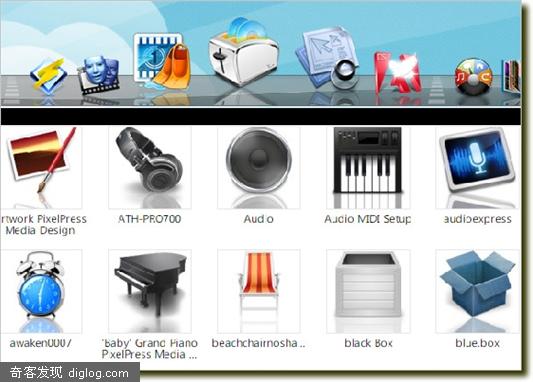 rtwork PixelPress
Media Design
ATH-PRO700
Audio
Audio MIDI Setup
audioexpress
awaken0007
'Baby' Grand Piano
PixelPress Media ...
beachchairnosha...
black Box
blue.box
奇客发现 diglog.com